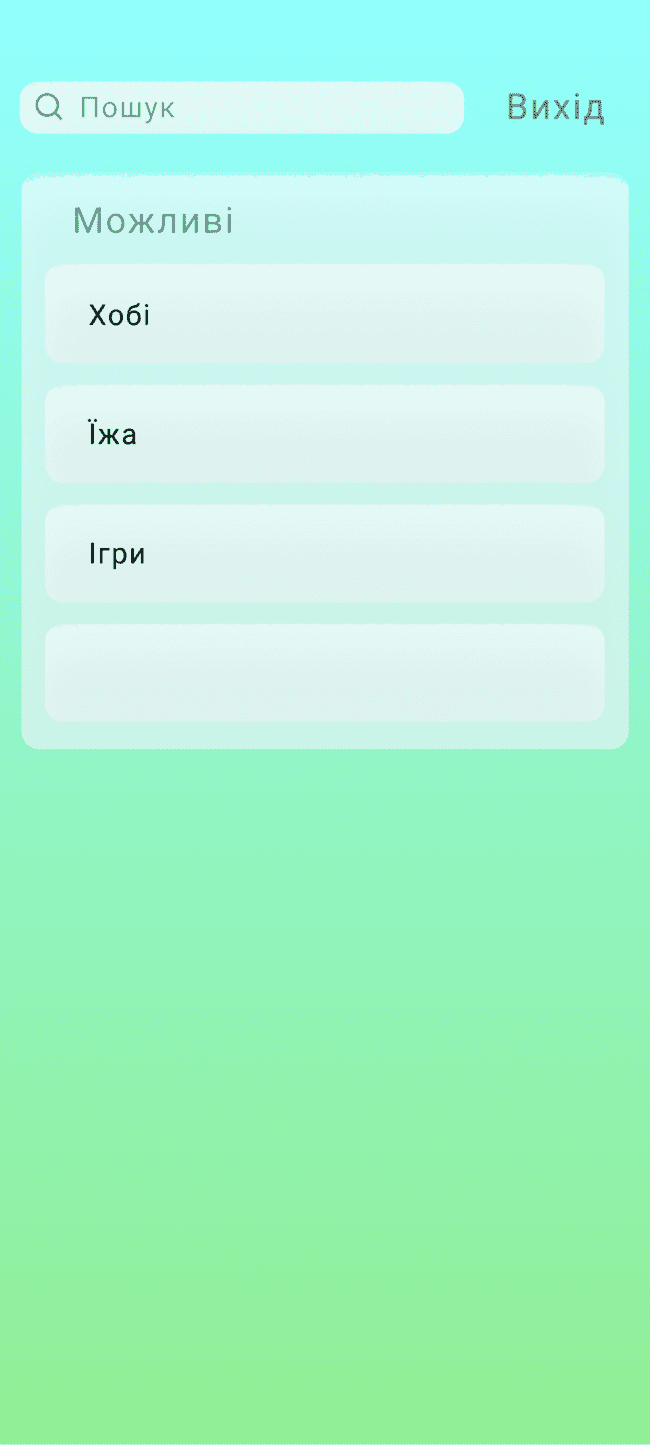 Пошук
Вихід
Можливі
Хобі
Їжа
Ігри